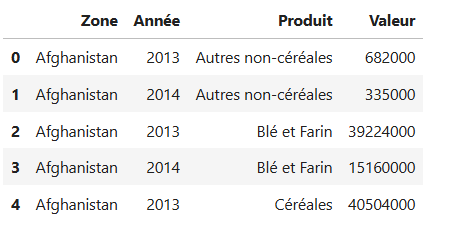 Zone Année Produit Valeur
0 Afghanistan 2013 Autres non-céréales 682000
1 Afghanistan 2014 Autres non-céréales 335000
2 Afghanistan 2013 Blé et Farin 39224000
3 Afghanistan 2014 Blé et Farin 15160000
4 Afghanistan 2013 Céréales 40504000